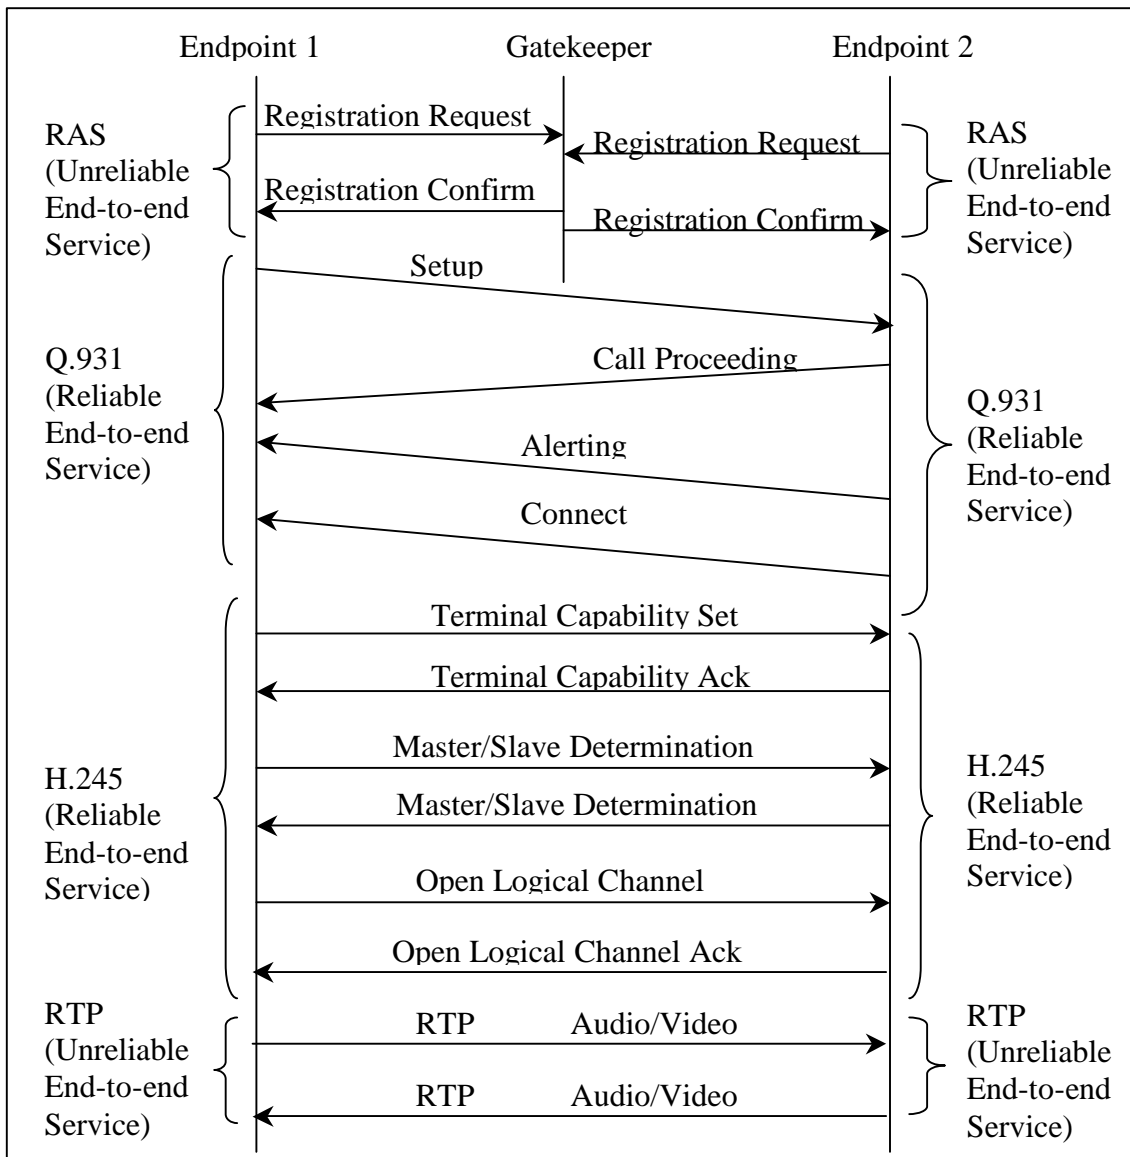 Endpoint 1 Gatekeeper Endpoint 2
Registration Request
Registration Request
RAS
(Unreliable
End-to-end
Service)
RAS
(Unreliable
End-to-end
Service)
Registration Confirm
Registration Confirm
Setup
Call Proceeding
Q.931
(Reliable
End-to-end
Service)
Q.931
(Reliable
End-to-end
Service)
Alerting
Connect
Terminal Capability Set
Terminal Capability Ack
Master/Slave Determination
Master/Slave Determination
H.245
(Reliable
End-to-end
Service)
H.245
(Reliable
End-to-end
Service)
Open Logical Channel
Open Logical Channel Ack
RTP
(Unreliable
End-to-end
Service)
RTP Audio/Video
RTP Audio/Video
RTP
(Unreliable
End-to-end
Service)